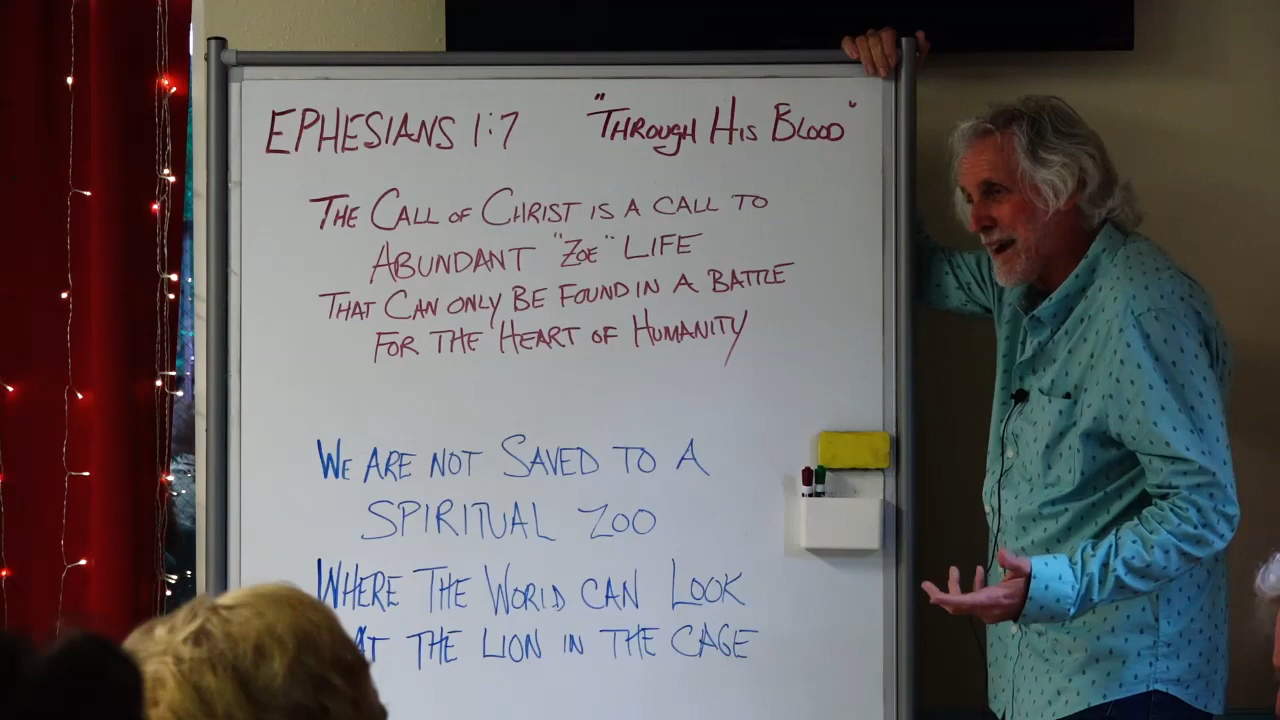 EPHESIANS 1:7 "THROUGH HIS BLOOD"
THE CALL OF CHRIST IS A CALL TO
ABUNDANT "ZOE" LIFE
THAT CAN ONLY BE FOUND IN A BATTLE
FOR THE HEART OF HUMANITY
WE ARE NOT SAVED TO A
SPIRITUAL ZOO
WHERE THE WORLD CAN LOOK
AT THE LION IN THE CAGE